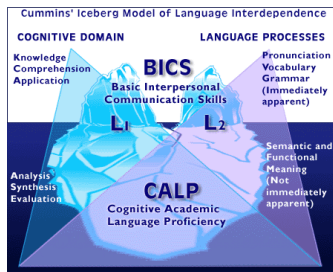 Cummins' Iceberg Model of Language Interdependence
COGNITIVE DOMAIN
LANGUAGE PROCESSES
Knowledge
Comprehension
Application
BICS
Basic Interpersonal
Communication Skills
Pronunciation
Vocabulary
Grammar
(Immediately
apparent)
L1
L2
Analysis
Synthesis
Evaluation
CALP
Cognitive Academic
Language Proficiency
Semantic and
Functional
Meaning
(Not
immediately
apparent)